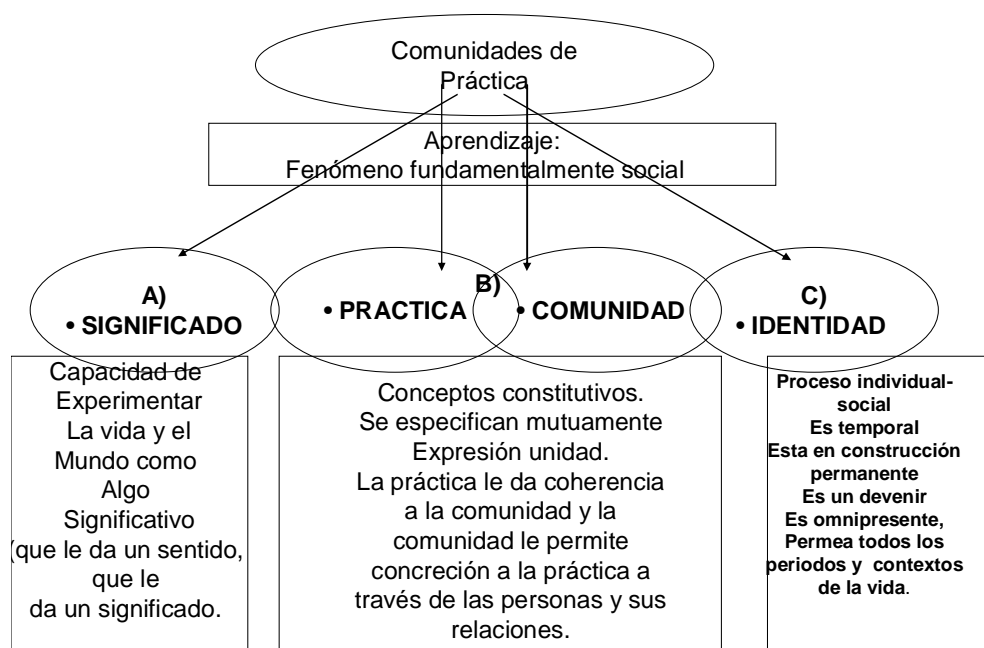 Comunidades de
Práctica
Aprendizaje:
Fenómeno fundamentalmente social
A)
• SIGNIFICADO
B)
• PRACTICA
• COMUNIDAD
C)
• IDENTIDAD
Capacidad de
Experimentar
La vida y el
Mundo como
Algo
Significativo
(que le da un sentido,
que le
da un significado.
Conceptos constitutivos.
Se especifican mutuamente
Expresión unidad.
La práctica le da coherencia
a la comunidad y la
comunidad le permite
concreción a la práctica a
través de las personas y sus
relaciones.
Proceso individual-
social
Es temporal
Esta en construcción
permanente
Es un devenir
Es omnipresente,
Permea todos los
periodos y contextos
de la vida.